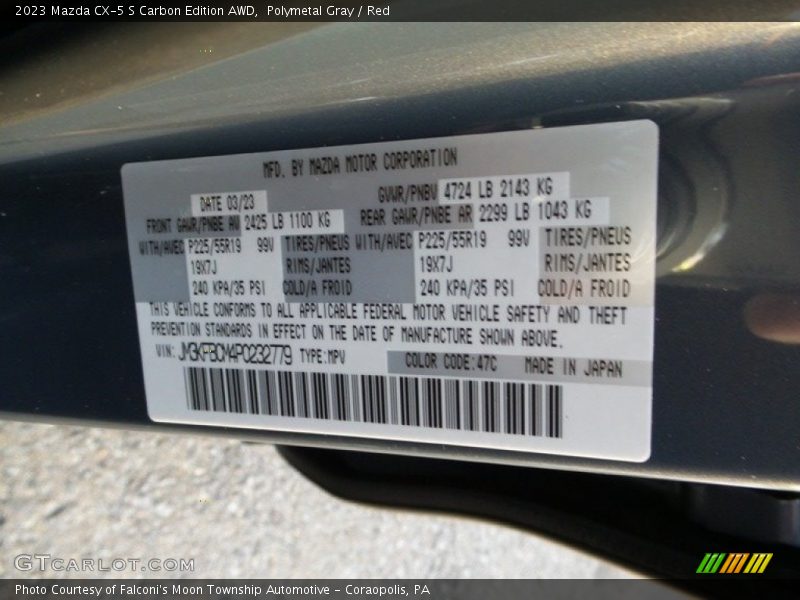 2023 Mazda CX-5 S Carbon Edition AWD, Polymetal Gray / Red
MFD. BY MAZDA MOTOR CORPORATION
DATE 03/23 GVWR/PNBV 4724 LB 2143 KG
FRONT GAWR/PNBE AV 2425 LB 1100 KG REAR GAWR/PNBE AR 2299 LB 1043 KG
WITH/AVEC P225/55R19 99V TIRES/PNEUS WITH/AVEC P225/55R19 99V TIRES/PNEUS
19X7J RIMS/JANTES 19X7J RIMS/JANTES
240 KPA/35 PSI COLD/A FROID 240 KPA/35 PSI COLD/A FROID
THIS VEHICLE CONFORMS TO ALL APPLICABLE FEDERAL MOTOR VEHICLE SAFETY AND THEFT
PREVENTION STANDARDS IN EFFECT ON THE DATE OF MANUFACTURE SHOWN ABOVE.
VIN: JM3KFBCM4P0232779 TYPE:MPV COLOR CODE:47C MADE IN JAPAN
GTcarlot.com
Photo Courtesy of Falconi's Moon Township Automotive - Coraopolis, PA